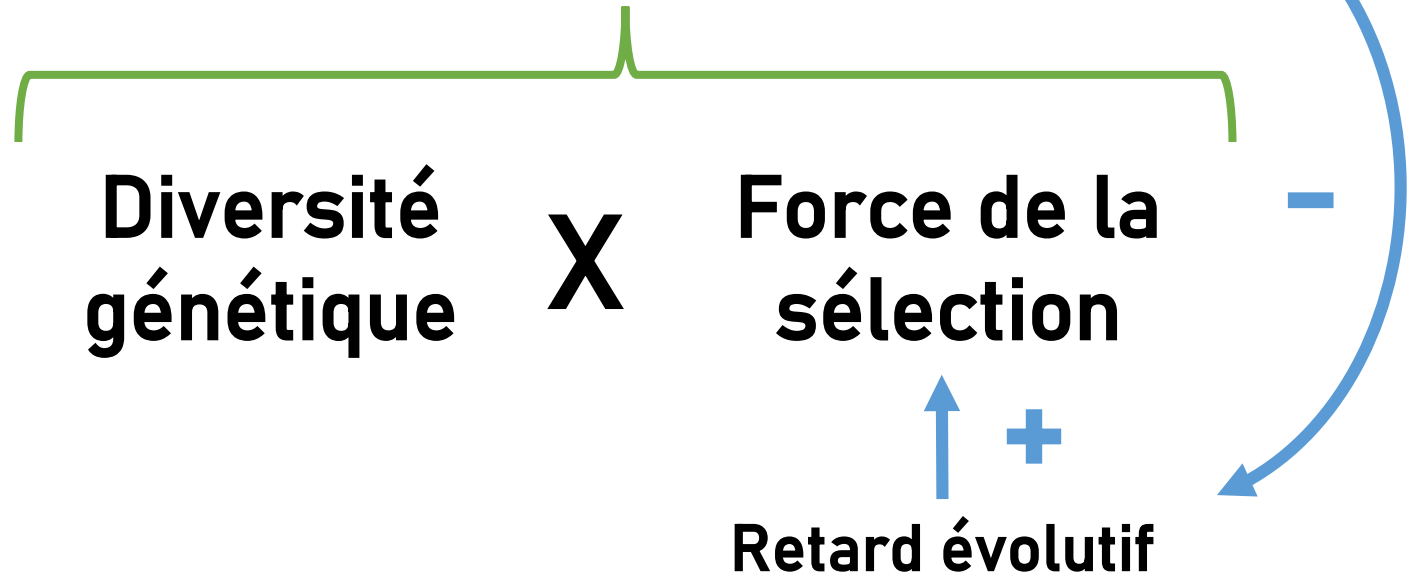 Diversité
génétique
X
Force de la
sélection
-
+
Retard évolutif